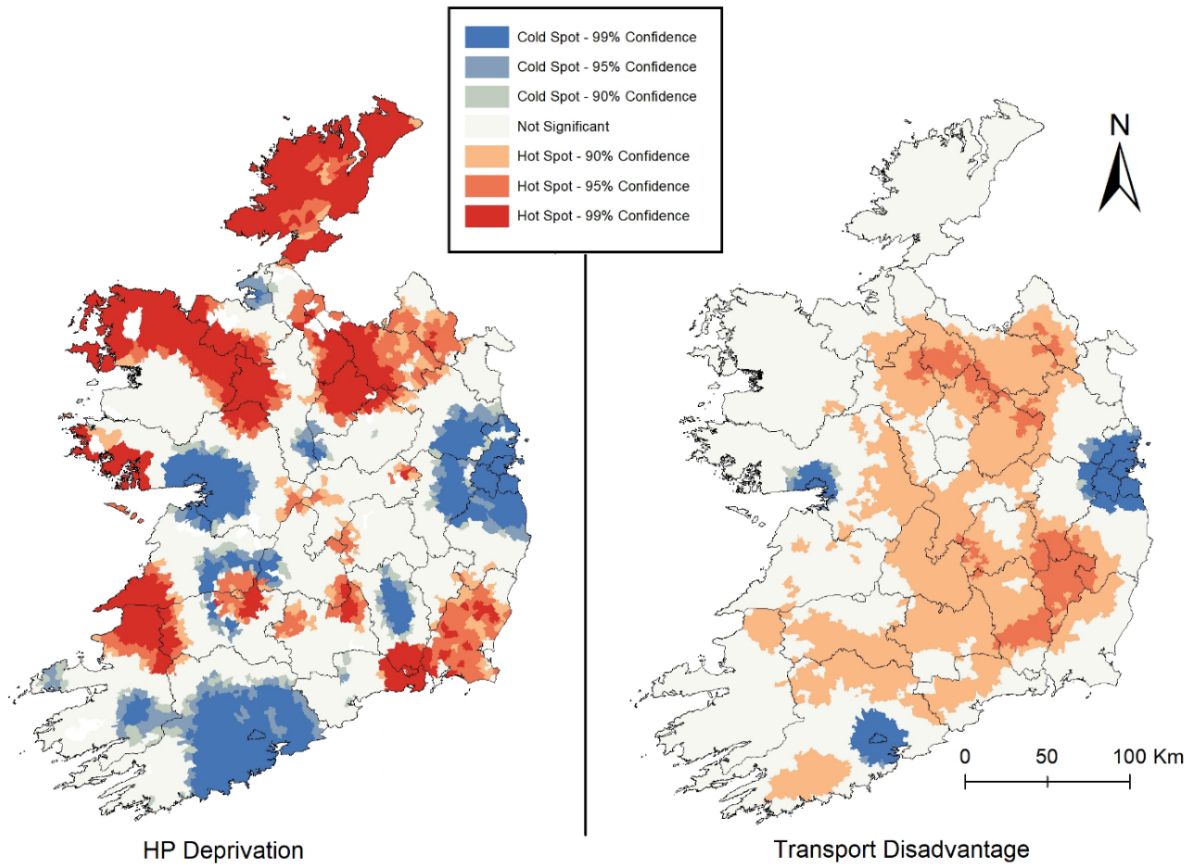 Cold Spot - 99% Confidence
Cold Spot - 95% Confidence
Cold Spot - 90% Confidence
Not Significant
Hot Spot - 90% Confidence
Hot Spot - 95% Confidence
Hot Spot - 99% Confidence
N
0 50 100 Km
HP Deprivation
Transport Disadvantage